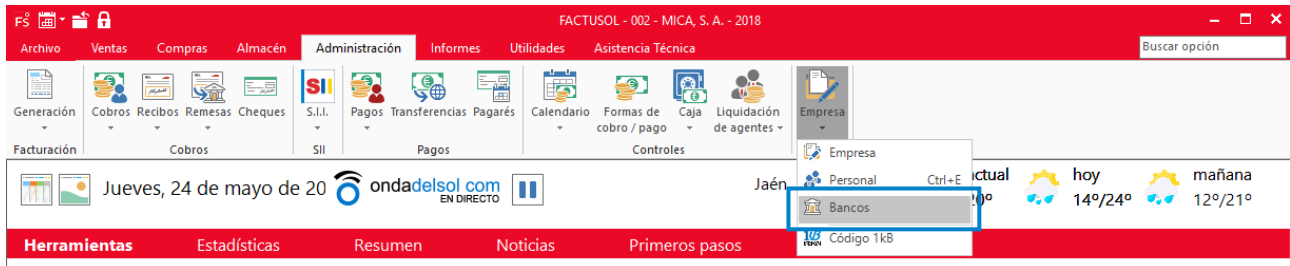 FACTUSOL - 002 - MICA, S. A. - 2018
Archivo Ventas Compras Almacén Administración Informes Utilidades Asistencia Técnica Buscar opción
Generación Cobros Recibos Remesas Cheques S.I.I. Pagos Transferencias Pagarés Calendario Formas de cobro / pago Caja Liquidación de agentes Empresa
Facturación Cobros SII Pagos Controles
Empresa
Personal Ctrl+E
Bancos
Código 1kB
Jueves, 24 de mayo de 20 ondadelsol com EN DIRECTO Jaén hoy mañana
14º/24º 12º/21º
Herramientas Estadísticas Resumen Noticias Primeros pasos